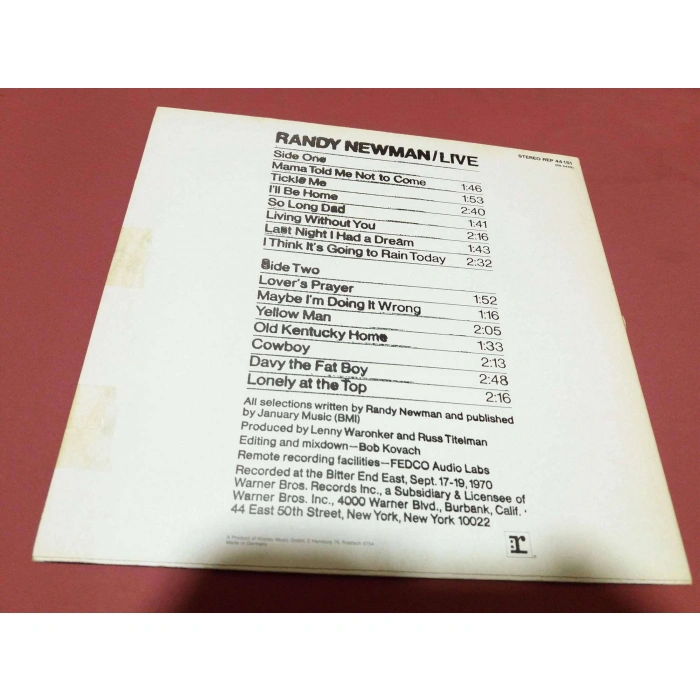 RANDY NEWMAN/LIVE
STEREO REP 44 151
Side One
Mama Told Me Not to Come 1:46
Tickle Me 1:53
I'll Be Home 2:40
So Long Dad 1:41
Living Without You 2:16
Last Night I Had a Dream 1:43
I Think It's Going to Rain Today 2:32
Side Two
Lover's Prayer 1:52
Maybe I'm Doing It Wrong 1:16
Yellow Man 2:05
Old Kentucky Home 1:33
Cowboy 2:13
Davy the Fat Boy 2:48
Lonely at the Top 2:16
All selections written by Randy Newman and published
by January Music (BMI)
Produced by Lenny Waronker and Russ Titelman
Editing and mixdown—Bob Kovach
Remote recording facilities—FEDCO Audio Labs
Recorded at the Bitter End East, Sept. 17-19, 1970
Warner Bros. Records Inc., a Subsidiary & Licensee of
Warner Bros. Inc., 4000 Warner Blvd., Burbank, Calif. ·
44 East 50th Street, New York, New York 10022
Made in Germany
r